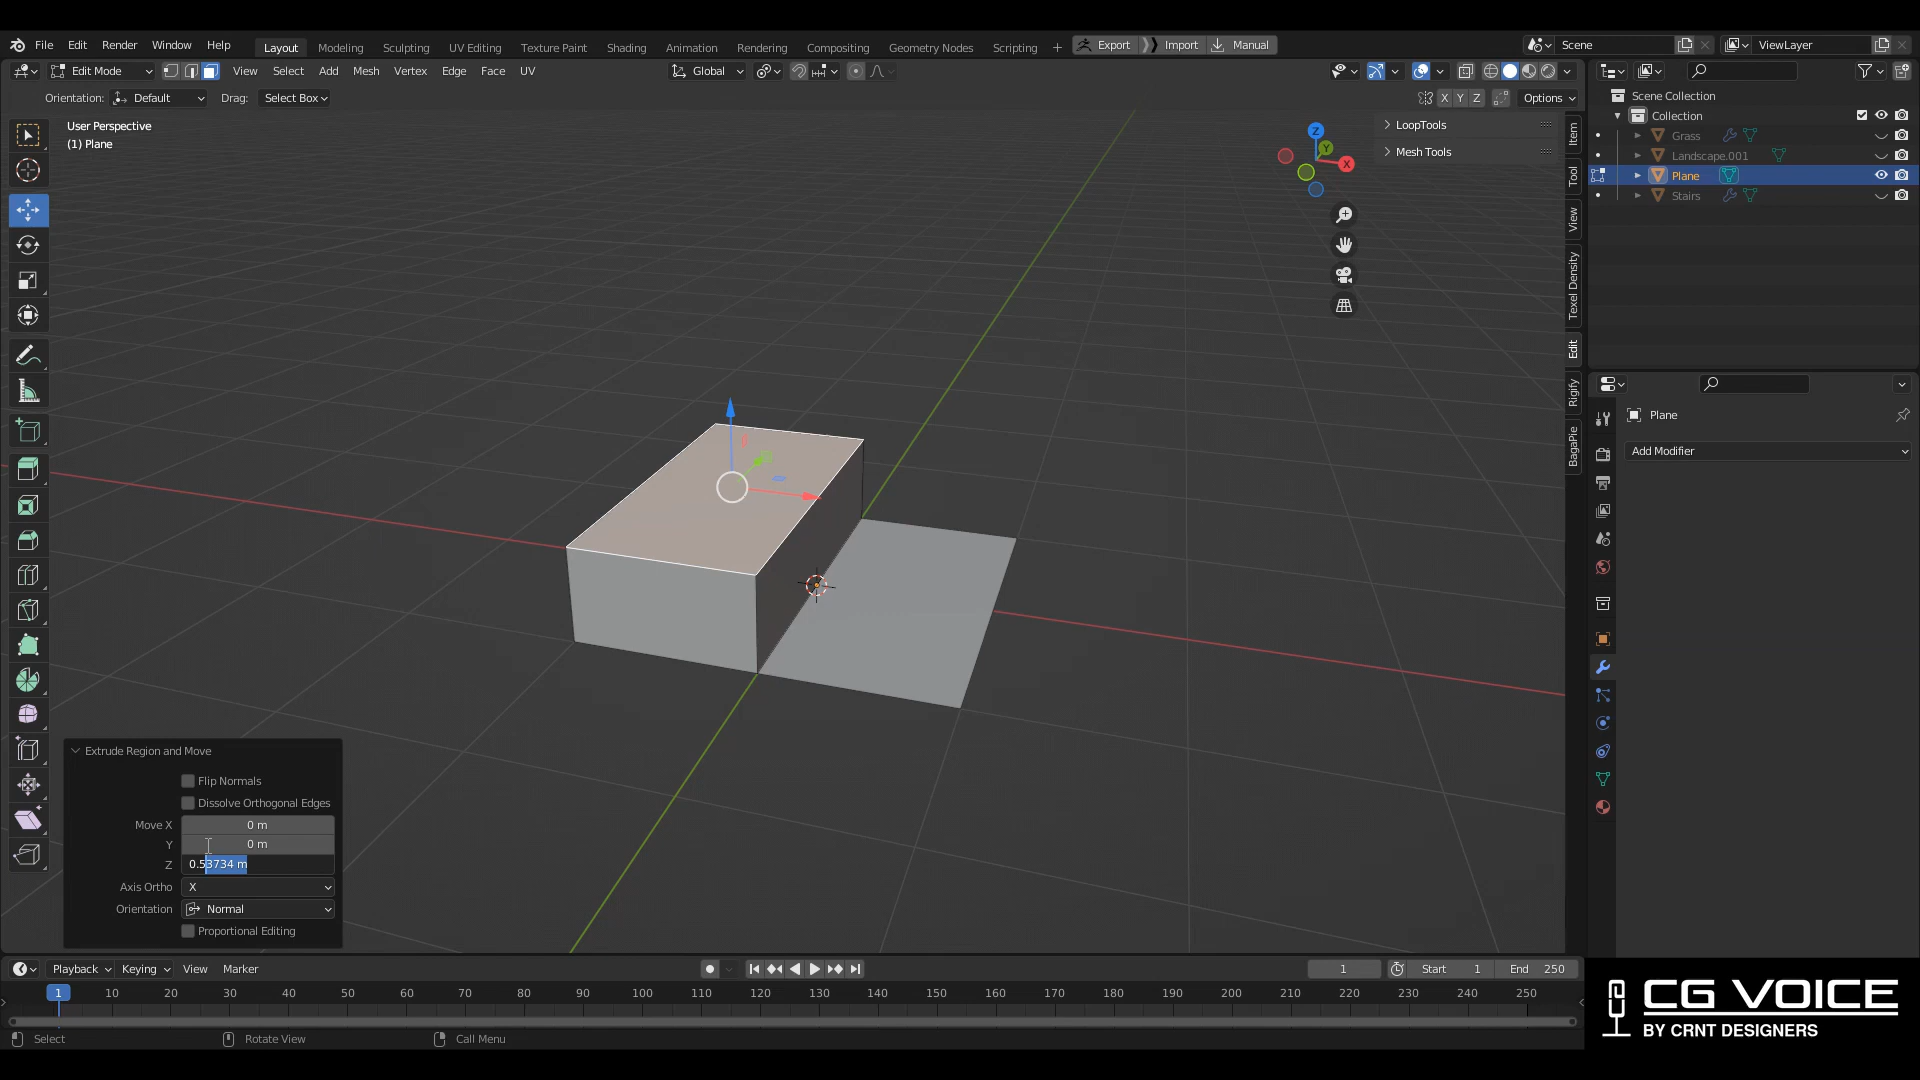 File Edit Render Window Help Layout Modeling Sculpting UV Editing Texture Paint Shading Animation Rendering Compositing Geometry Nodes Scripting + Export Import Manual Scene ViewLayer
Edit Mode View Select Add Mesh Vertex Edge Face UV Global
Orientation: Default Drag: Select Box X Y Z Options
User Perspective
(1) Plane
Z
Y
X
LoopTools
Mesh Tools
Item
Tool
View
Texel Density
Edit
Rigify
BagaPie
Scene Collection
Collection
Grass
Landscape.001
Plane
Stairs
Plane
Add Modifier
Extrude Region and Move
Flip Normals
Dissolve Orthogonal Edges
Move X 0 m
Y 0 m
Z 0.53734 m
Axis Ortho X
Orientation Normal
Proportional Editing
Playback Keying View Marker 1 Start 1 End 250
1 10 20 30 40 50 60 70 80 90 100 110 120 130 140 150 160 170 180 190 200 210 220 230 240 250
Select Rotate View Call Menu
CG VOICE
BY CRNT DESIGNERS